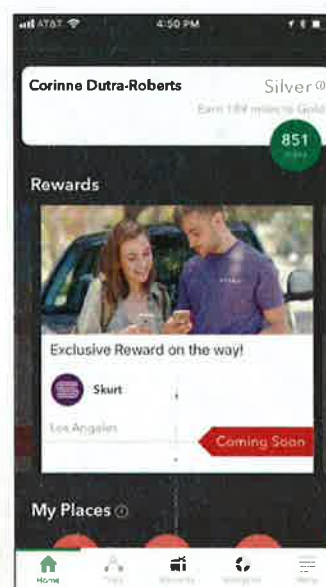 AT&T 4:50 PM
Corinne Dutra-Roberts Silver
Earn 189 miles to Gold
851
miles
Rewards
Exclusive Reward on the way!
Skurt
Los Angeles
Coming Soon
My Places
Home